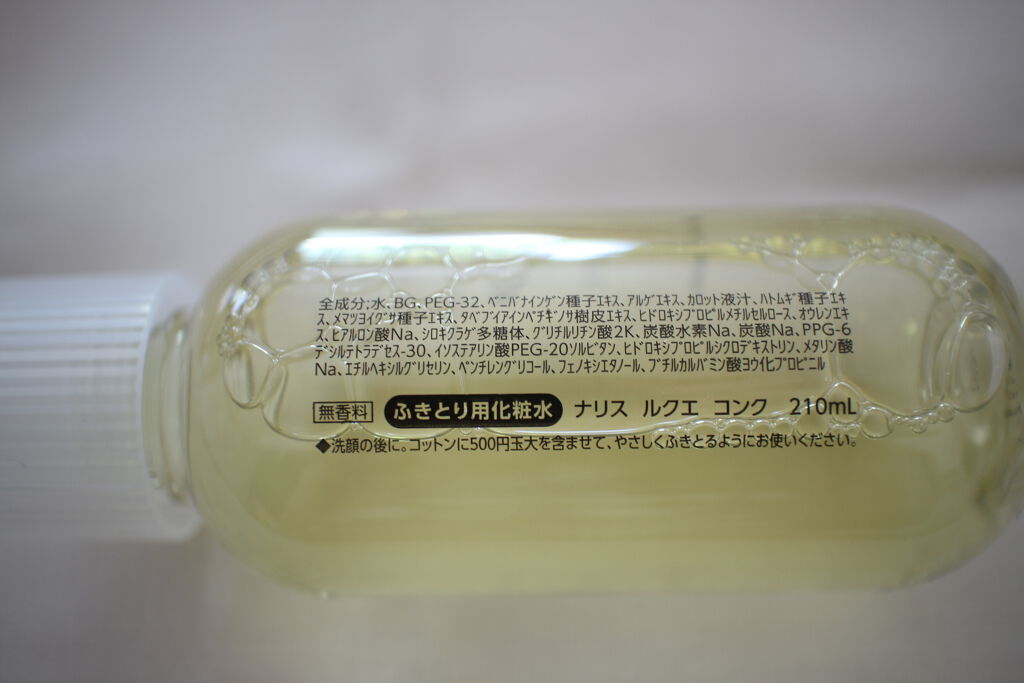 全成分:水、BG、PEG-32、ベニバナインゲン種子エキス、アルゲエキス、カロット液汁、ハトムギ種子エキ
ス、メマツヨイグサ種子エキス、タベブイアインペチギノサ樹皮エキス、ヒドロキシプロピルメチルセルロース、オウレンエキ
ス、ヒアルロン酸Na、シロキクラゲ多糖体、グリチルリチン酸2K、炭酸水素Na、炭酸Na、PPG-6
デシルテトラデセス-30、イソステアリン酸PEG-20ソルビタン、ヒドロキシプロピルシクロデキストリン、メタリン酸
Na、エチルヘキシルグリセリン、ペンチレングリコール、フェノキシエタノール、ブチルカルバミン酸ヨウ化プロピニル
無香料 ふきとり用化粧水 ナリス ルクエ コンク 210mL
◆洗顔の後に。コットンに500円玉大を含ませて、やさしくふきとるようにお使いください。